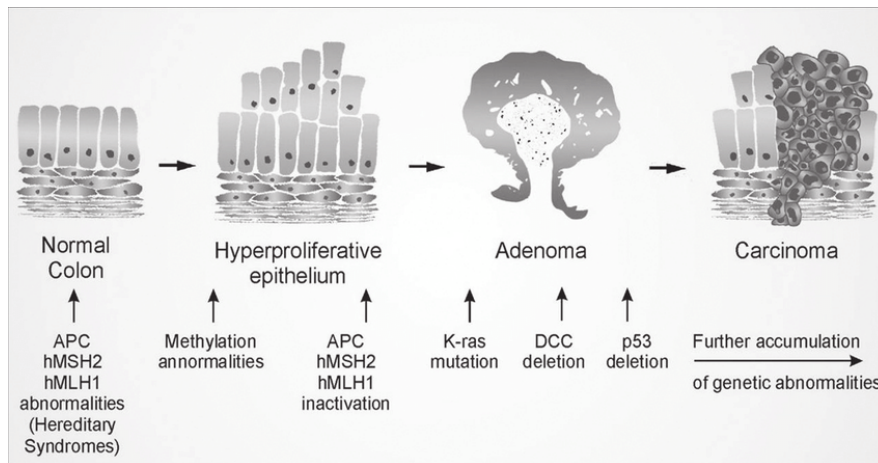 Normal
Colon
Hyperproliferative
epithelium
Adenoma
Carcinoma
APC
hMSH2
hMLH1
abnormalities
(Hereditary
Syndromes)
Methylation
annormalities
APC
hMSH2
hMLH1
inactivation
K-ras
mutation
DCC
deletion
p53
deletion
Further accumulation
of genetic abnormalities